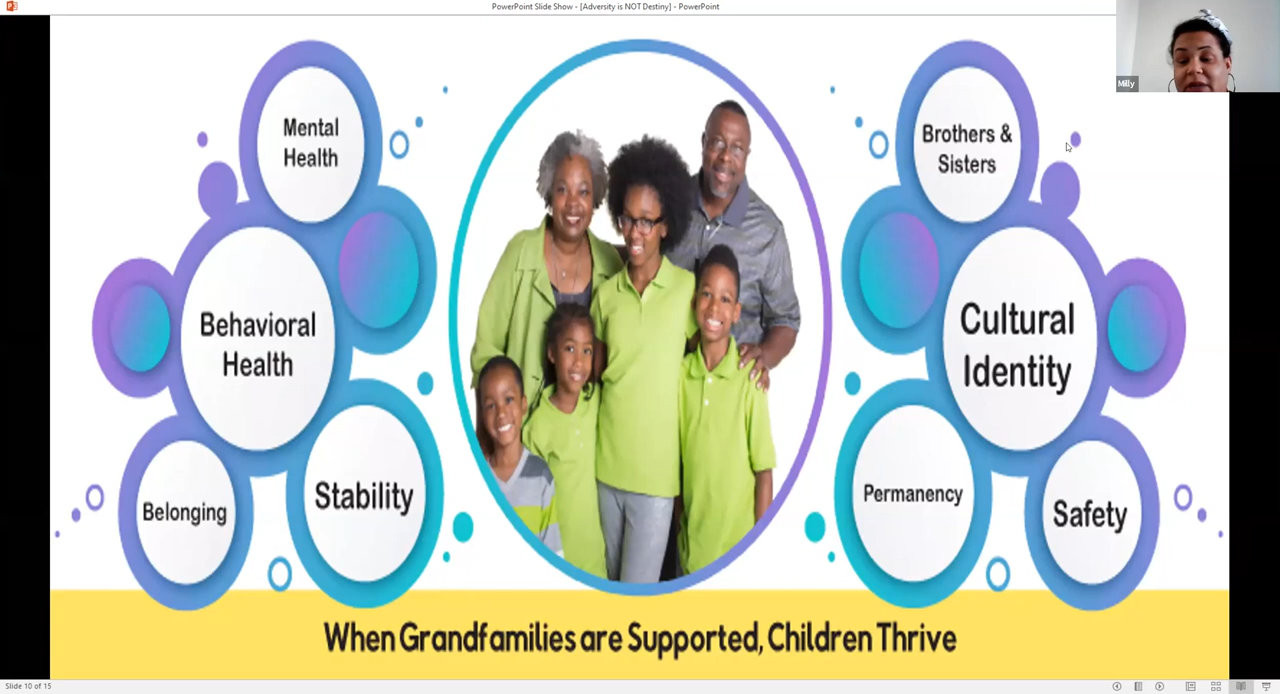 PowerPoint Slide Show - [Adversity is NOT Destiny] - PowerPoint
Milly
Mental
Health
Behavioral
Health
Belonging
Stability
Brothers &
Sisters
Cultural
Identity
Permanency
Safety
When Grandfamilies are Supported, Children Thrive
Slide 10 of 15